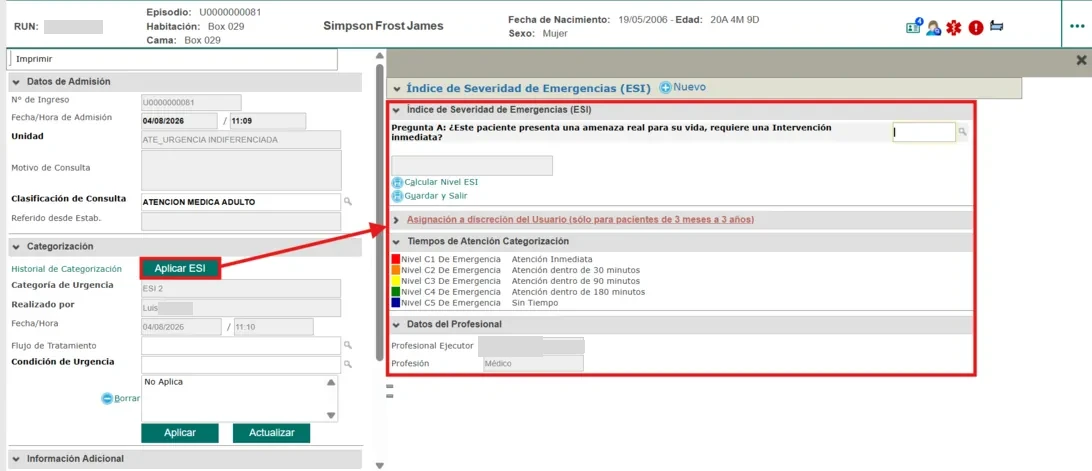 RUN:
Episodio: U0000000081
Habitación: Box 029
Cama: Box 029
Simpson Frost James
Fecha de Nacimiento: 19/05/2006 - Edad: 20A 4M 9D
Sexo: Mujer
4
Imprimir
Datos de Admisión
N° de Ingreso U0000000081
Fecha/Hora de Admisión 04/08/2026 / 11:09
Unidad ATE_URGENCIA INDIFERENCIADA
Motivo de Consulta
Clasificación de Consulta ATENCION MEDICA ADULTO
Referido desde Estab.
Categorización
Historial de Categorización Aplicar ESI
Categoría de Urgencia ESI 2
Realizado por Luis
Fecha/Hora 04/08/2026 / 11:10
Flujo de Tratamiento
Condición de Urgencia
No Aplica
Borrar
Aplicar Actualizar
Información Adicional
Índice de Severidad de Emergencias (ESI) Nuevo
Índice de Severidad de Emergencias (ESI)
Pregunta A: ¿Este paciente presenta una amenaza real para su vida, requiere una Intervención
inmediata?
Calcular Nivel ESI
Guardar y Salir
Asignación a discreción del Usuario (sólo para pacientes de 3 meses a 3 años)
Tiempos de Atención Categorización
Nivel C1 De Emergencia Atención Inmediata
Nivel C2 De Emergencia Atención dentro de 30 minutos
Nivel C3 De Emergencia Atención dentro de 90 minutos
Nivel C4 De Emergencia Atención dentro de 180 minutos
Nivel C5 De Emergencia Sin Tiempo
Datos del Profesional
Profesional Ejecutor
Profesión Médico